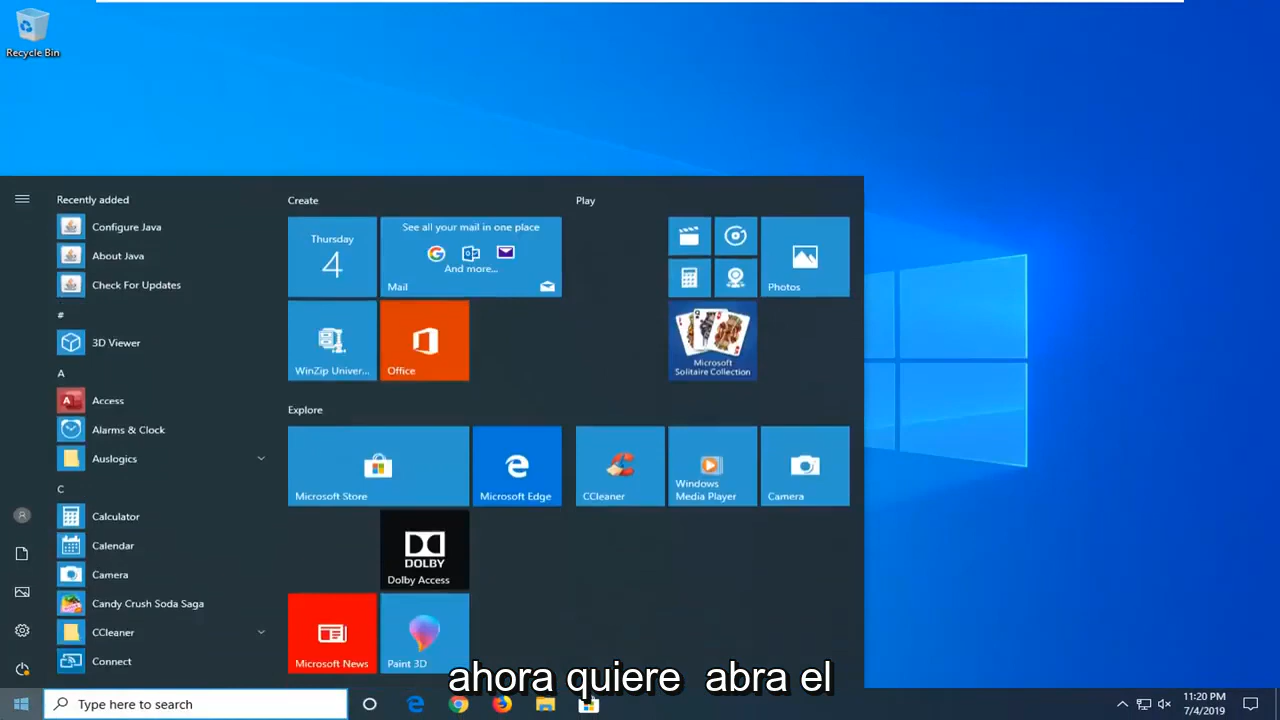 Recycle Bin
Recently added
Configure Java
About Java
Check For Updates
#
3D Viewer
A
Access
Alarms & Clock
Auslogics
C
Calculator
Calendar
Camera
Candy Crush Soda Saga
CCleaner
Connect
Create
Thursday
4
See all your mail in one place
And more...
Mail
WinZip Univer...
Office
Explore
Microsoft Store
Microsoft Edge
DOLBY
Dolby Access
Microsoft News
Paint 3D
Play
Photos
Microsoft
Solitaire Collection
CCleaner
Windows
Media Player
Camera
ahora quiere abra el
Type here to search
11:20 PM
7/4/2019